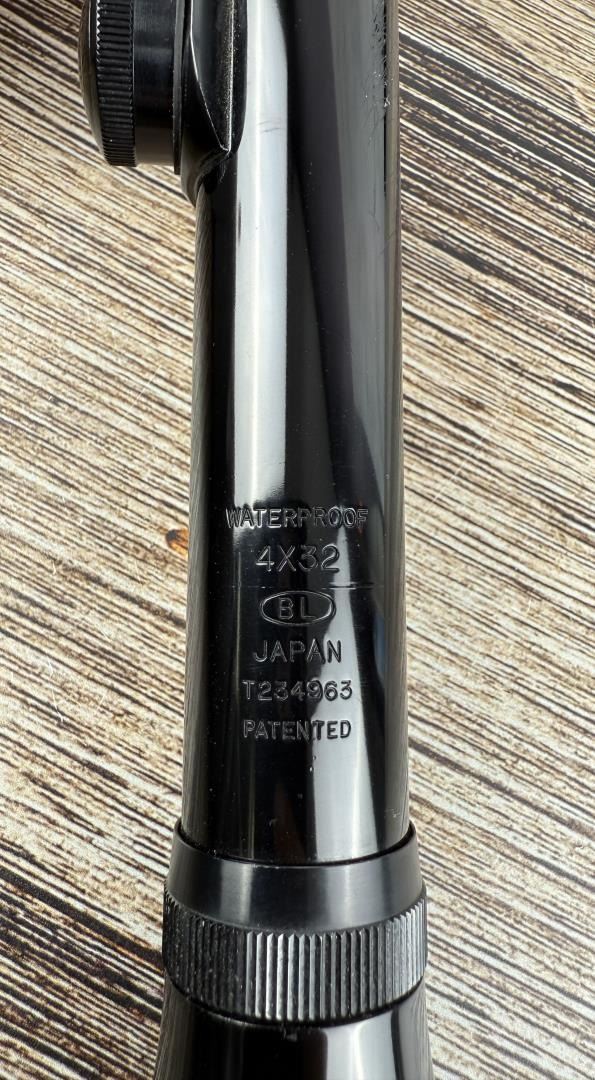 WATERPROOF
4X32
BL
JAPAN
T234963
PATENTED